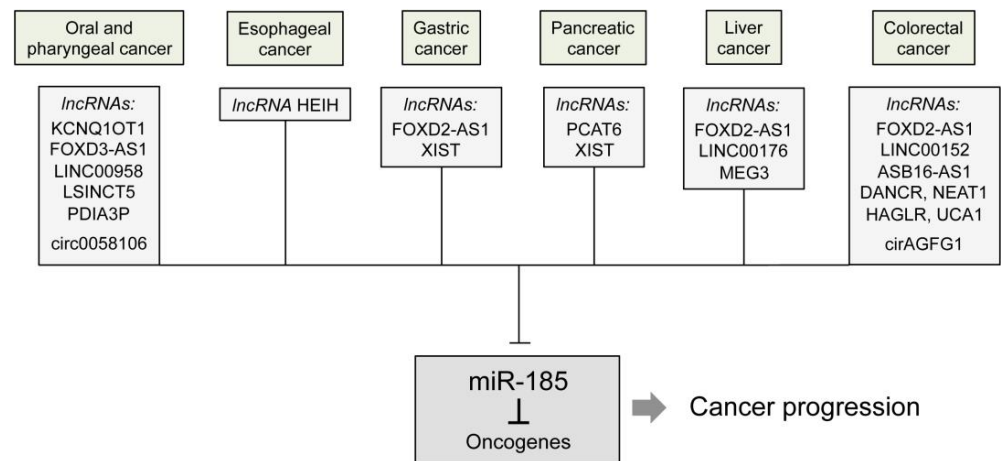 Oral and
pharyngeal cancer
Esophageal
cancer
Gastric
cancer
Pancreatic
cancer
Liver
cancer
Colorectal
cancer
lncRNAs:
KCNQ1OT1
FOXD3-AS1
LINC00958
LSINCT5
PDIA3P
circ0058106
lncRNA HEIH
lncRNAs:
FOXD2-AS1
XIST
lncRNAs:
PCAT6
XIST
lncRNAs:
FOXD2-AS1
LINC00176
MEG3
lncRNAs:
FOXD2-AS1
LINC00152
ASB16-AS1
DANCR, NEAT1
HAGLR, UCA1
cirAGFG1
miR-185
Oncogenes
Cancer progression